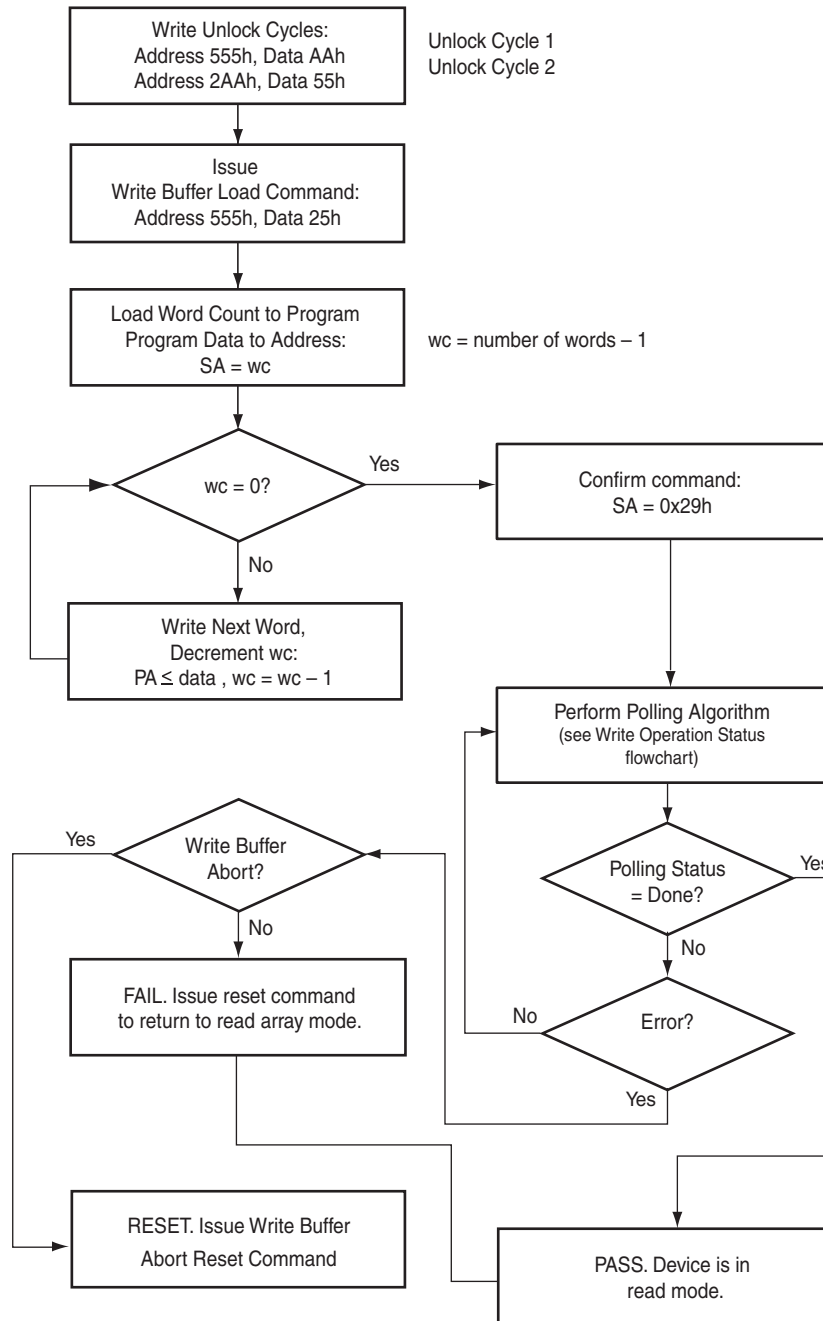 Write Unlock Cycles:
Address 555h, Data AAh
Address 2AAh, Data 55h
Unlock Cycle 1
Unlock Cycle 2
Issue
Write Buffer Load Command:
Address 555h, Data 25h
Load Word Count to Program
Program Data to Address:
SA = wc
wc = number of words – 1
wc = 0?
Yes
No
Confirm command:
SA = 0x29h
Write Next Word,
Decrement wc:
PA ≤ data , wc = wc – 1
Perform Polling Algorithm
(see Write Operation Status
flowchart)
Polling Status
= Done?
Yes
No
Error?
No
Yes
Write Buffer
Abort?
Yes
No
FAIL. Issue reset command
to return to read array mode.
RESET. Issue Write Buffer
Abort Reset Command
PASS. Device is in
read mode.